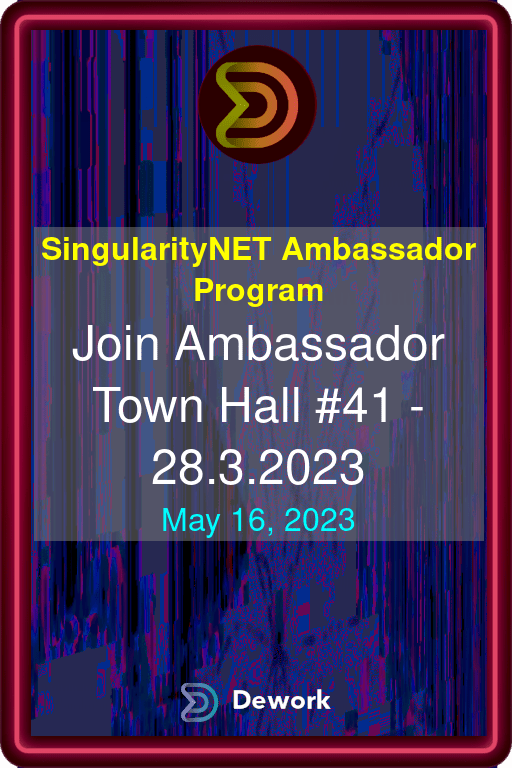 SingularityNET Ambassador
Program
Join Ambassador
Town Hall #41 -
28.3.2023
May 16, 2023
Dework